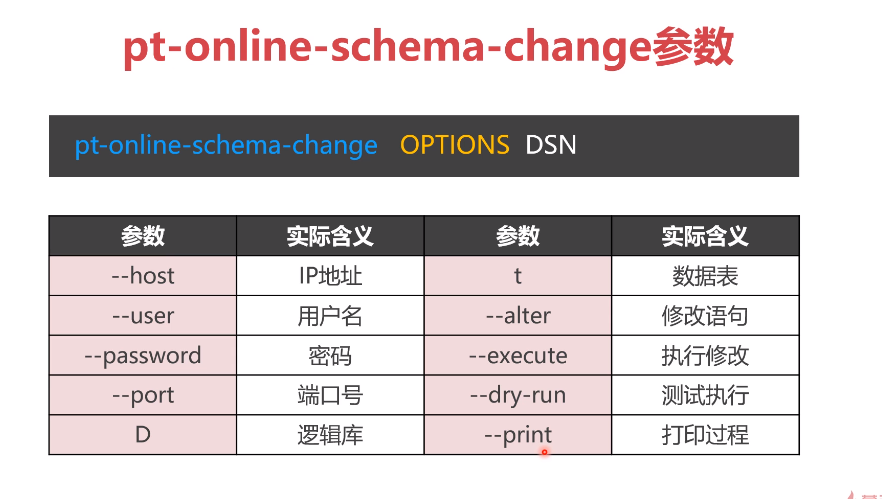 pt-online-schema-change参数
pt-online-schema-change OPTIONS DSN
参数 实际含义 参数 实际含义
--host IP地址 t 数据表
--user 用户名 --alter 修改语句
--password 密码 --execute 执行修改
--port 端口号 --dry-run 测试执行
D 逻辑库 --print 打印过程